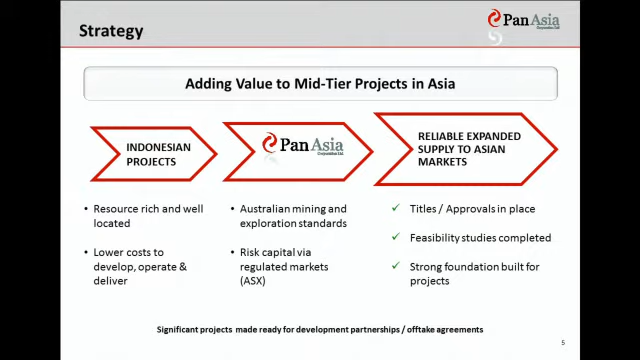 Strategy
PanAsia
Corporation Ltd.
Adding Value to Mid-Tier Projects in Asia
INDONESIAN
PROJECTS
PanAsia
Corporation Ltd.
RELIABLE EXPANDED
SUPPLY TO ASIAN
MARKETS
• Resource rich and well
located
• Lower costs to
develop, operate &
deliver
• Australian mining and
exploration standards
• Risk capital via
regulated markets
(ASX)
✓ Titles / Approvals in place
✓ Feasibility studies completed
✓ Strong foundation built for
projects
Significant projects made ready for development partnerships / offtake agreements
5